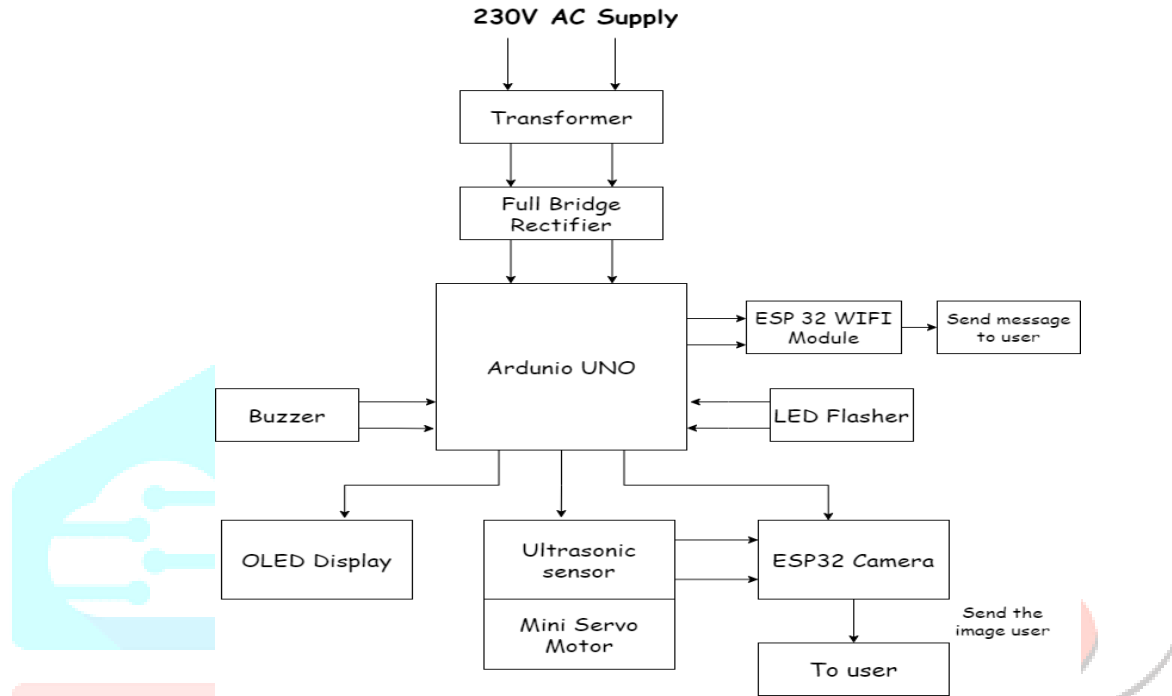 230V AC Supply
Transformer
Full Bridge
Rectifier
Ardunio UNO
ESP 32 WIFI
Module
Send message
to user
Buzzer
LED Flasher
OLED Display
Ultrasonic
sensor
Mini Servo
Motor
ESP32 Camera
Send the
image user
To user